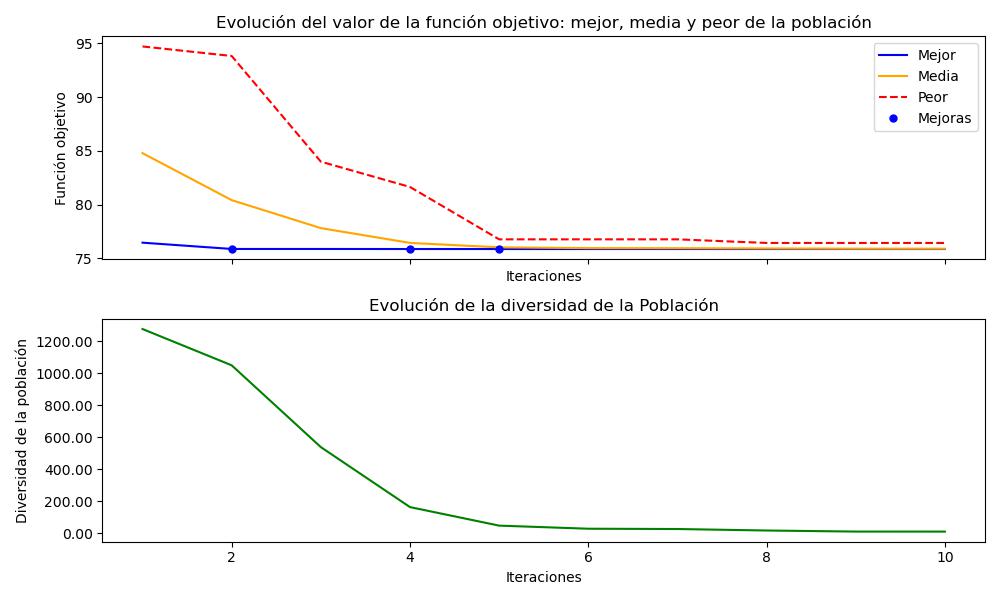 Evolución del valor de la función objetivo: mejor, media y peor de la población
95
90
85
80
75
Función objetivo
Mejor
Media
Peor
Mejoras
Iteraciones
Evolución de la diversidad de la Población
1200.00
1000.00
800.00
600.00
400.00
200.00
0.00
Diversidad de la población
2
4
6
8
10
Iteraciones